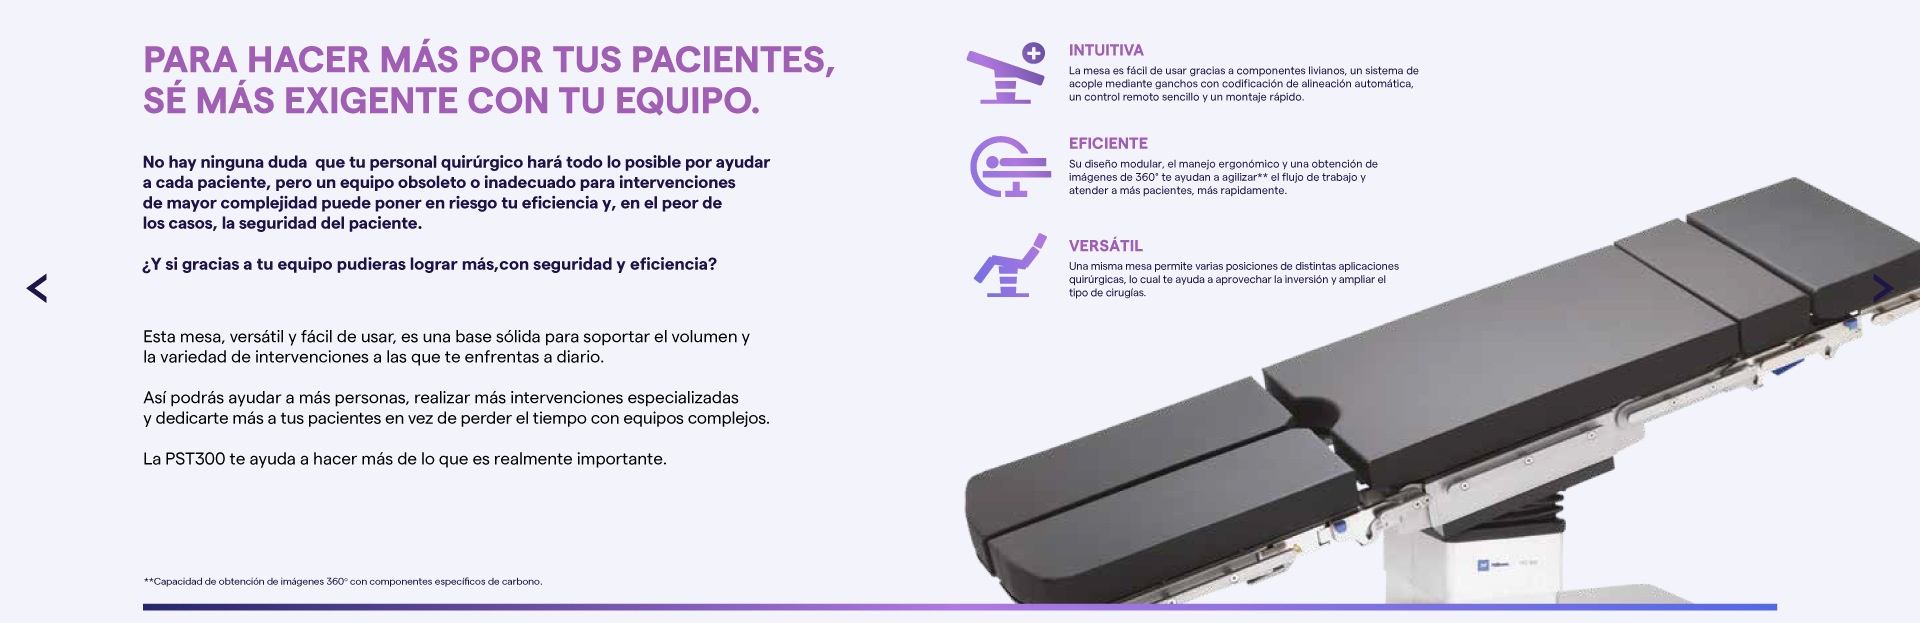 PARA HACER MÁS POR TUS PACIENTES,
SÉ MÁS EXIGENTE CON TU EQUIPO.
No hay ninguna duda  que tu personal quirúrgico hará todo lo posible por ayudar
a cada paciente, pero un equipo obsoleto o inadecuado para intervenciones
de mayor complejidad puede poner en riesgo tu eficiencia y, en el peor de
los casos, la seguridad del paciente.
¿Y si gracias a tu equipo pudieras lograr más,con seguridad y eficiencia?
Esta mesa, versátil y fácil de usar, es una base sólida para soportar el volumen y
la variedad de intervenciones a las que te enfrentas a diario.
Así podrás ayudar a más personas, realizar más intervenciones especializadas
y dedicarte más a tus pacientes en vez de perder el tiempo con equipos complejos.
La PST300 te ayuda a hacer más de lo que es realmente importante.
**Capacidad de obtención de imágenes 360º con componentes específicos de carbono.
INTUITIVA
La mesa es fácil de usar gracias a componentes livianos, un sistema de
acople mediante ganchos con codificación de alineación automática,
un control remoto sencillo y un montaje rápido.
EFICIENTE
Su diseño modular, el manejo ergonómico y una obtención de
imágenes de 360° te ayudan a agilizar** el flujo de trabajo y
atender a más pacientes, más rapidamente.
VERSÁTIL
Una misma mesa permite varias posiciones de distintas aplicaciones
quirúrgicas, lo cual te ayuda a aprovechar la inversión y ampliar el
tipo de cirugías.